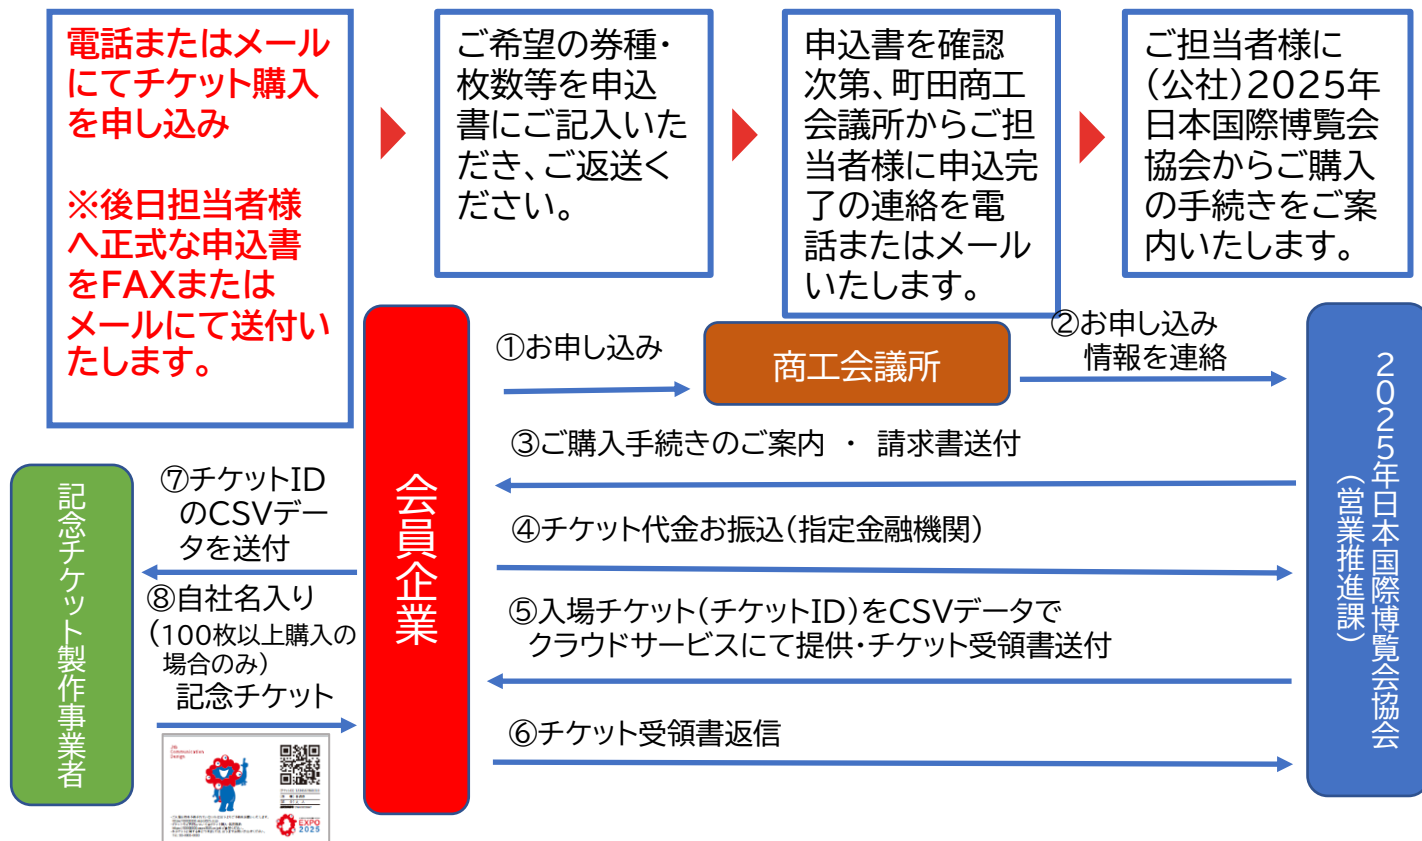 電話またはメール
にてチケット購入
を申し込み
※後日担当者様
へ正式な申込書
をFAXまたは
メールにて送付い
たします。
ご希望の券種・
枚数等を申込
書にご記入いた
だき、ご返送く
ださい。
申込書を確認
次第、町田商工
会議所からご担
当者様に申込完
了の連絡を電
話またはメール
いたします。
ご担当者様に
(公社)2025年
日本国際博覧会
協会からご購入
の手続きをご案
内いたします。
①お申し込み
商工会議所
②お申し込み
情報を連絡
③ご購入手続きのご案内 ・ 請求書送付
④チケット代金お振込(指定金融機関)
⑤入場チケット(チケットID)をCSVデータで
クラウドサービスにて提供・チケット受領書送付
⑥チケット受領書返信
会員企業
2025年日本国際博覧会協会
(営業推進課)
⑦チケットID
のCSVデー
タを送付
⑧自社名入り
(100枚以上購入の
場合のみ)
記念チケット
記念チケット製作事業者
EXPO
2025